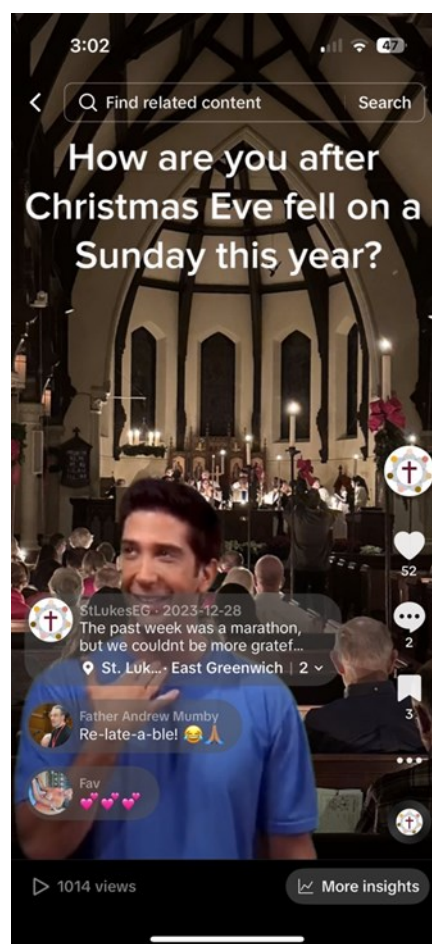 3:02
47
Find related content
Search
How are you after
Christmas Eve fell on a
Sunday this year?
52
2
3
StLukesEG · 2023-12-28
The past week was a marathon,
but we couldnt be more gratef...
St. Luk...· East Greenwich | 2
Father Andrew Mumby
Re-late-a-ble! 😂🙏🏽
Fav
💕💕💕
1014 views
More insights